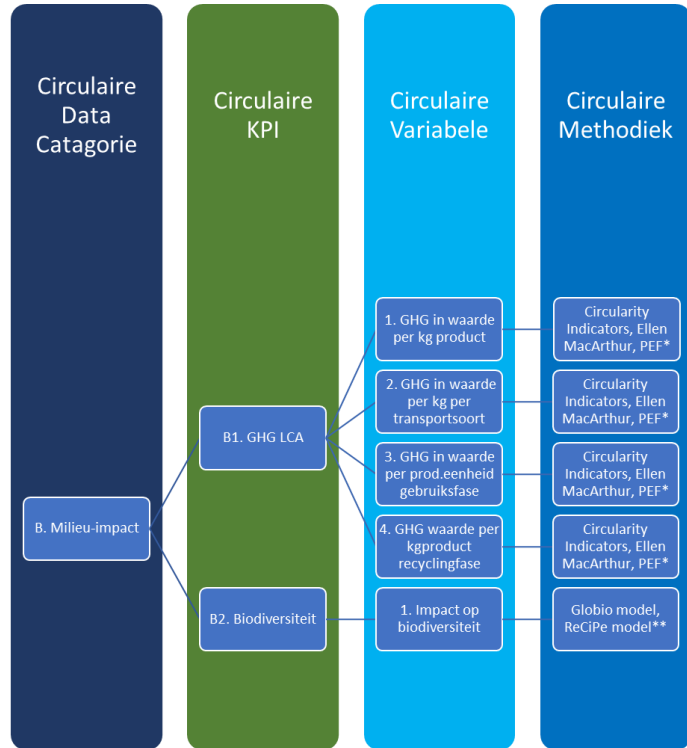 Circulaire
Data
Catagorie
Circulaire
KPI
Circulaire
Variabele
Circulaire
Methodiek
B. Milieu-impact
B1. GHG LCA
B2. Biodiversiteit
1. GHG in waarde
per kg product
2. GHG in waarde
per kg per
transportsoort
3. GHG in waarde
per prod.eenheid
gebruiksfase
4. GHG waarde per
kgproduct
recyclingfase
1. Impact op
biodiversiteit
Circularity
Indicators, Ellen
MacArthur, PEF*
Circularity
Indicators, Ellen
MacArthur, PEF*
Circularity
Indicators, Ellen
MacArthur, PEF*
Circularity
Indicators, Ellen
MacArthur, PEF*
Globio model,
ReCiPe model**